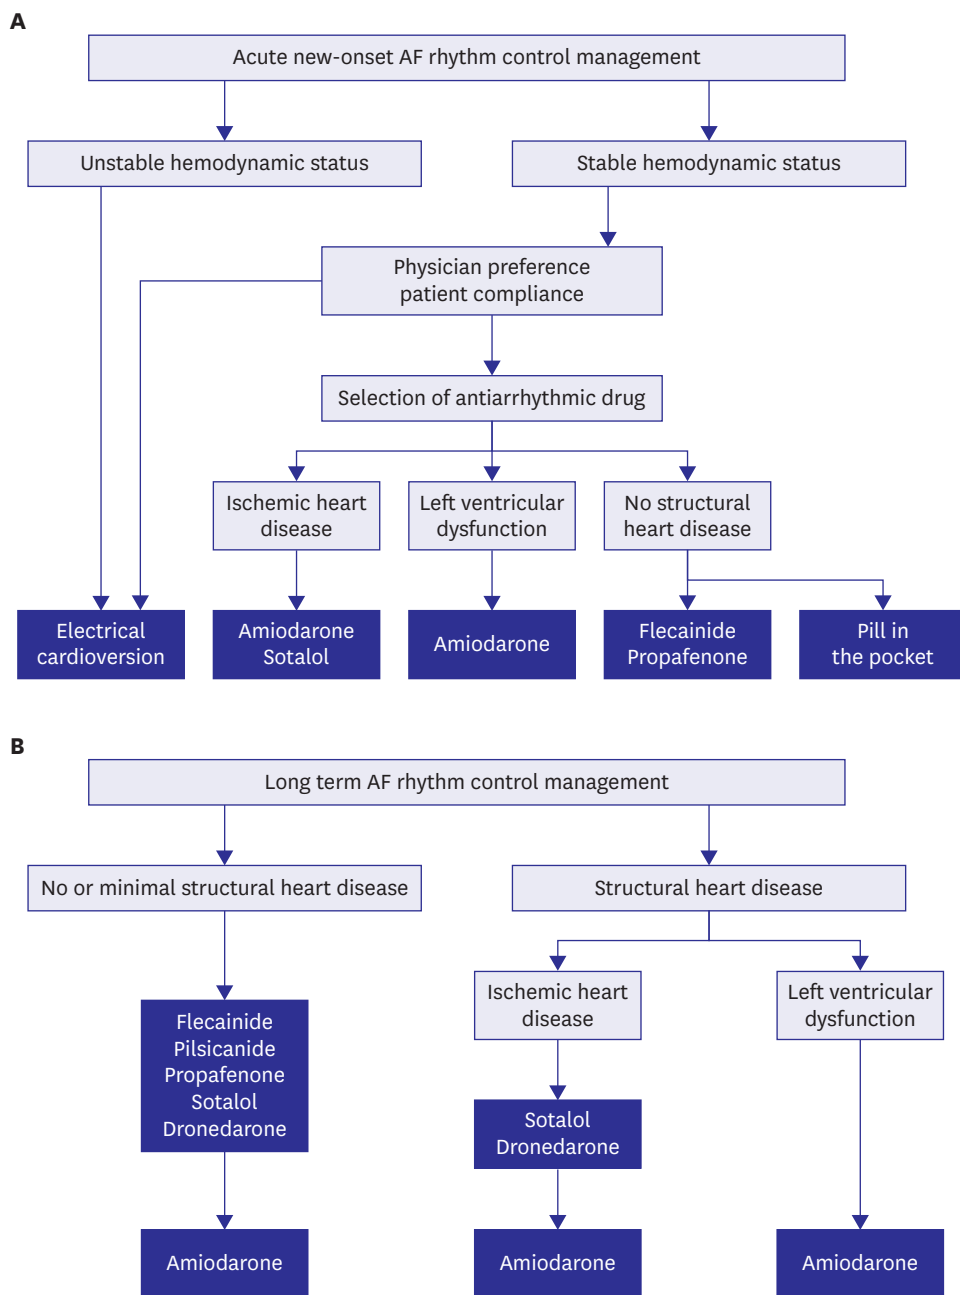 A
Acute new-onset AF rhythm control management
Unstable hemodynamic status
Stable hemodynamic status
Physician preference
patient compliance
Selection of antiarrhythmic drug
Ischemic heart
disease
Left ventricular
dysfunction
No structural
heart disease
Electrical
cardioversion
Amiodarone
Sotalol
Amiodarone
Flecainide
Propafenone
Pill in
the pocket
B
Long term AF rhythm control management
No or minimal structural heart disease
Structural heart disease
Ischemic heart
disease
Left ventricular
dysfunction
Flecainide
Pilsicanide
Propafenone
Sotalol
Dronedarone
Sotalol
Dronedarone
Amiodarone
Amiodarone
Amiodarone